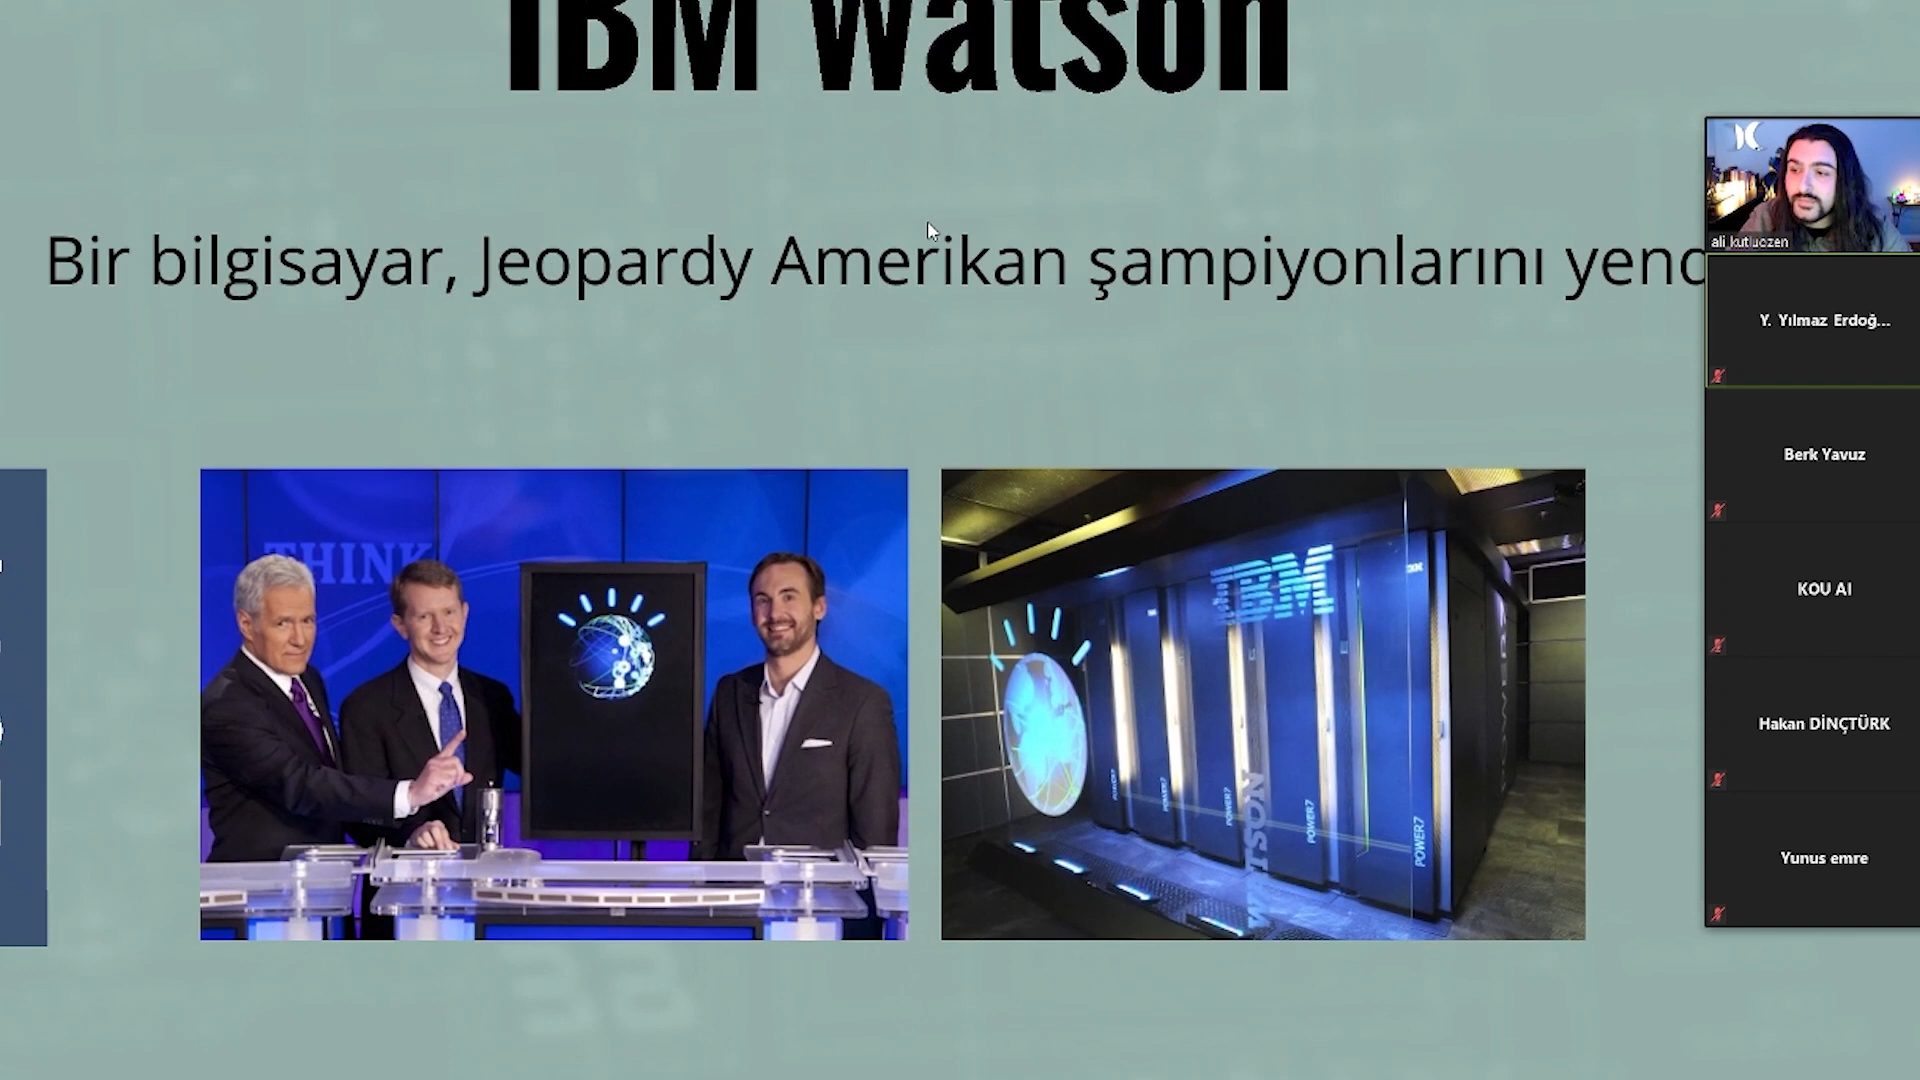 IBM Watson
Bir bilgisayar, Jeopardy Amerikan şampiyonlarını yend
THINK
IBM
WATSON
POWER7
POWER7
POWER7
ali_kutluozen
Y. Yılmaz Erdoğ...
Berk Yavuz
KOU AI
Hakan DİNÇTÜRK
Yunus emre